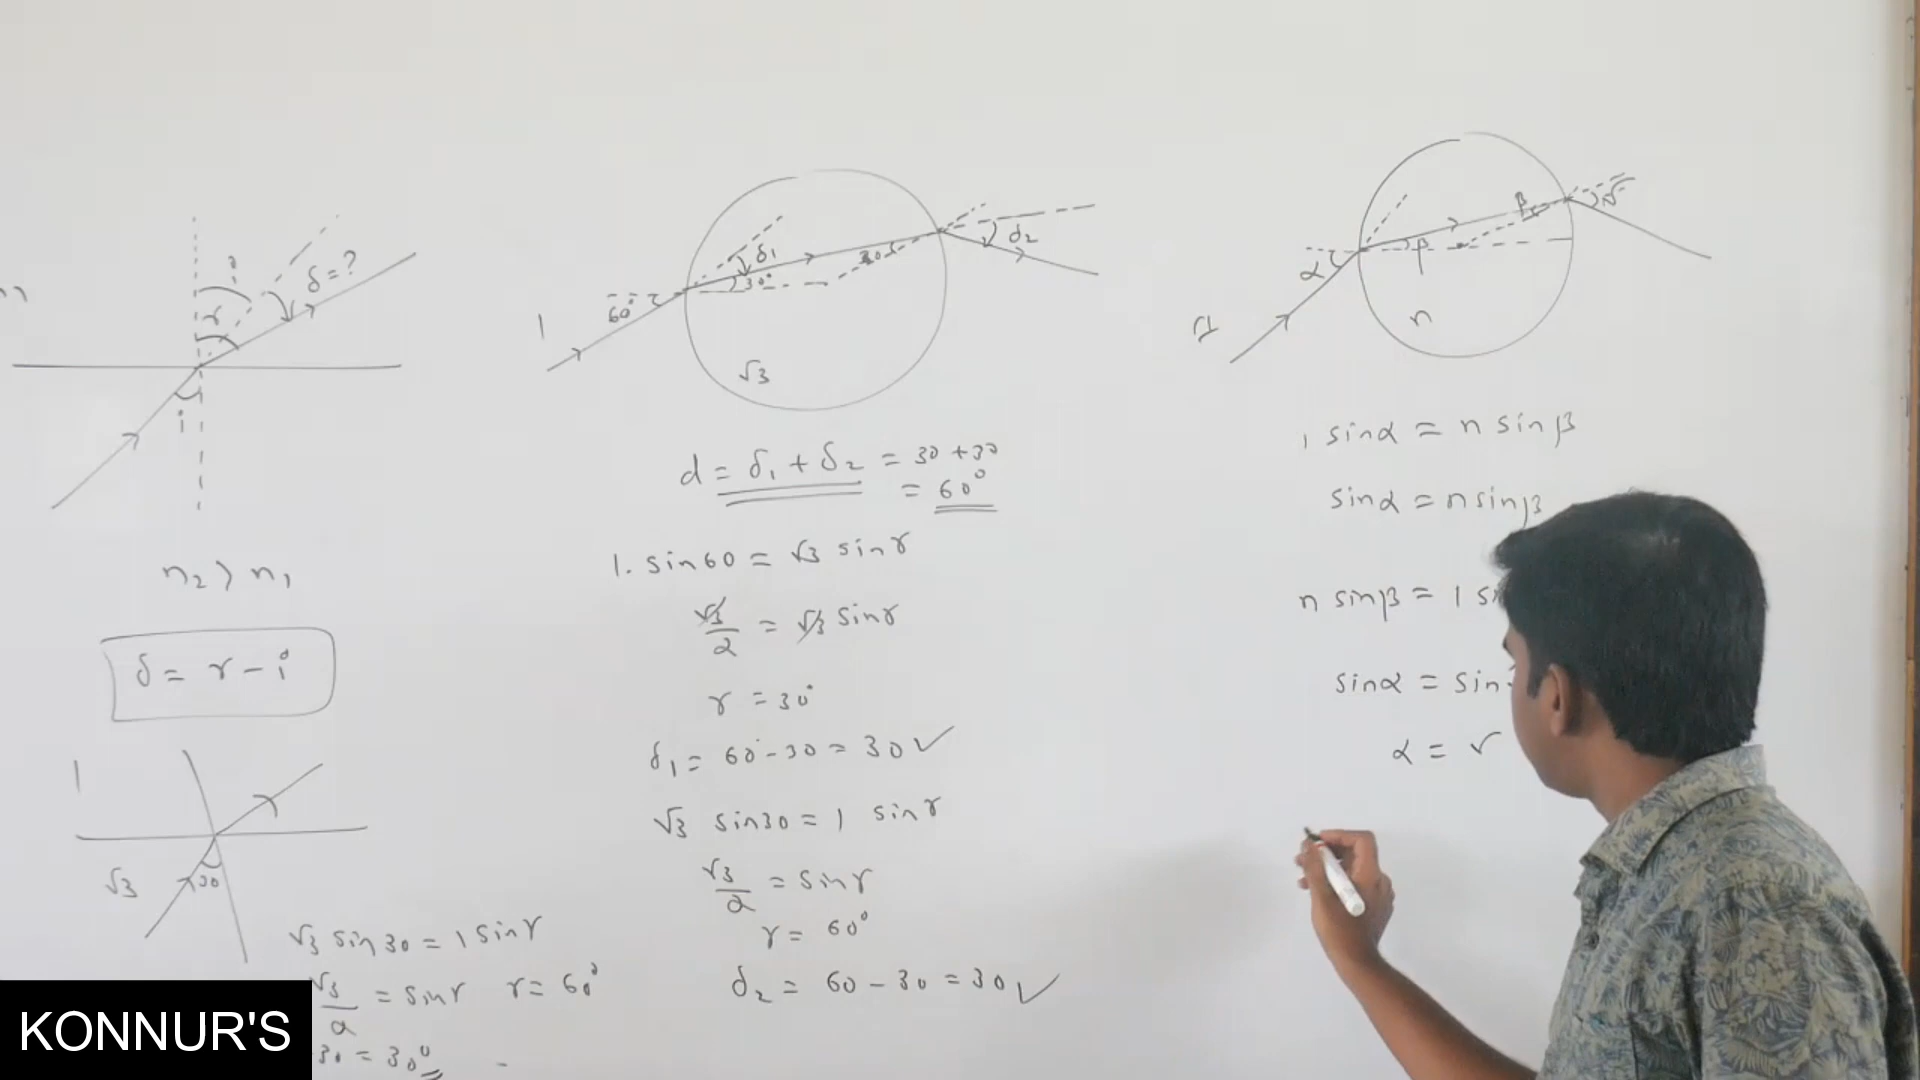 i
r
δ = ?
i
n₂ > n₁
δ = r - i
1
√3
30
√3 sin 30 = 1 sin r
√3/2 = sin r r = 60°
30 = 30°
1
60°
δ₁
30°
30
δ₂
√3
d = δ₁ + δ₂ = 30 + 30
= 60°
1. sin 60 = √3 sin r
√3/2 = √3 sin r
r = 30°
δ₁ = 60 - 30 = 30 ✓
√3 sin 30 = 1 sin r
√3/2 = sin r
r = 60°
δ₂ = 60 - 30 = 30 ✓
α
β
β
n
1 sin α = n sin β
sin α = n sin β
n sin β = 1
sin α = sin
α = r
KONNUR'S